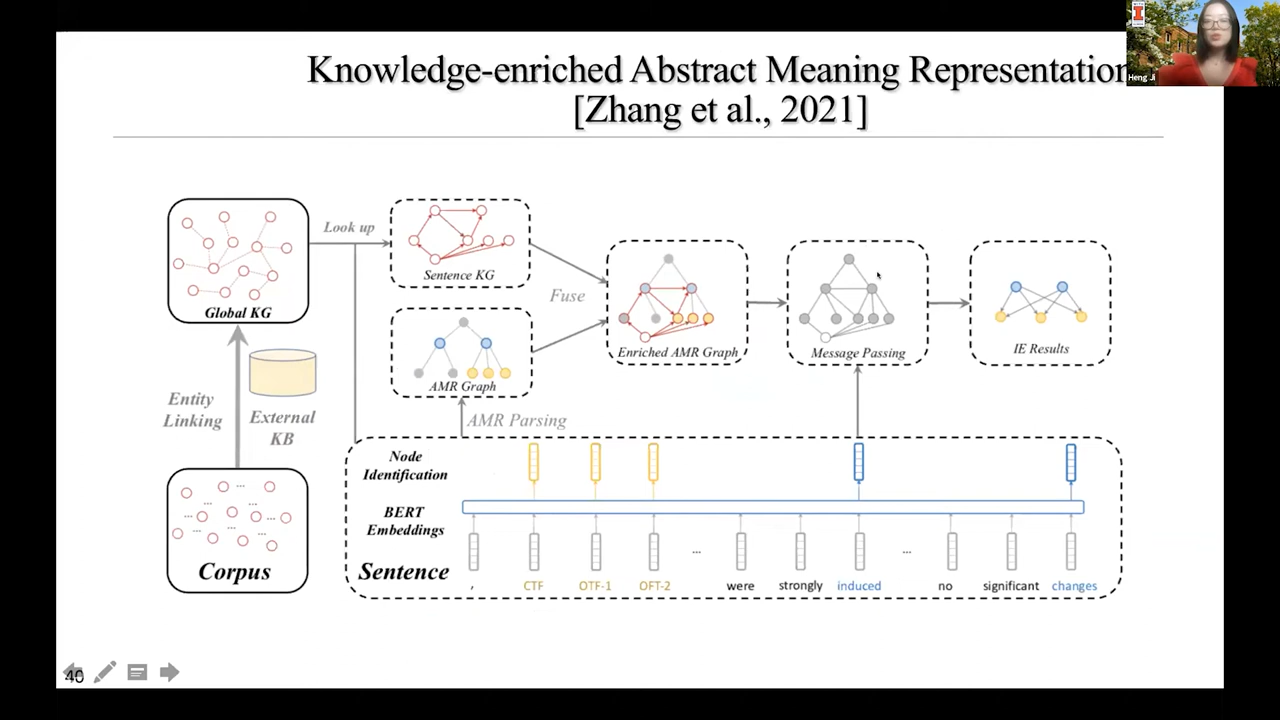 Knowledge-enriched Abstract Meaning Representation
[Zhang et al., 2021]
Heng Ji
Look up
Global KG
Sentence KG
Fuse
AMR Graph
Enriched AMR Graph
Message Passing
IE Results
Entity
Linking
External
KB
AMR Parsing
Corpus
Node
Identification
BERT
Embeddings
Sentence
, CTF OTF-1 OFT-2 ... were strongly induced ... no significant changes
40